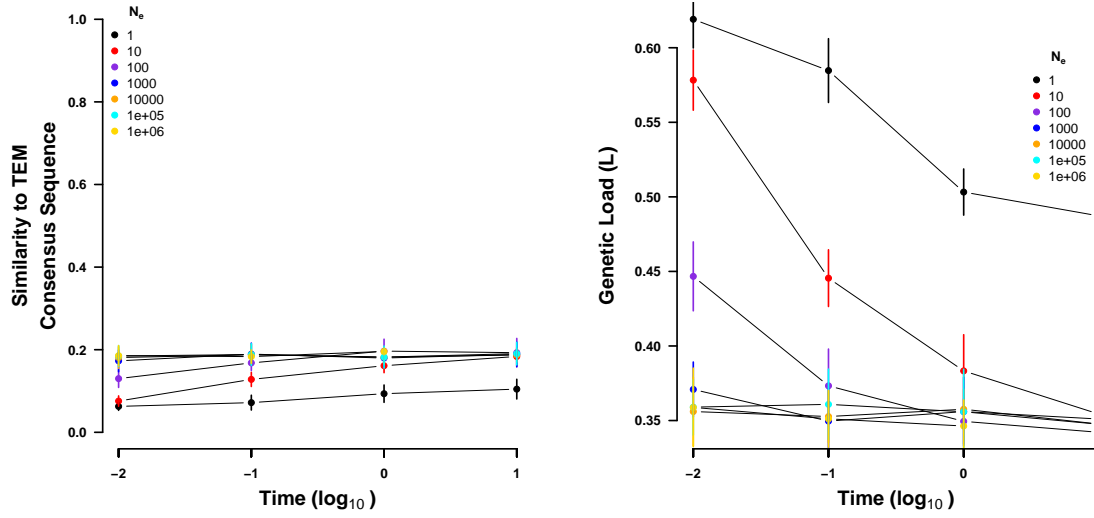 N_e
1
10
100
1000
10000
1e+05
1e+06
1.0
0.8
0.6
0.4
0.2
0.0
Similarity to TEM
Consensus Sequence
−2
−1
0
1
Time (log10 )
N_e
1
10
100
1000
10000
1e+05
1e+06
0.60
0.55
0.50
0.45
0.40
0.35
Genetic Load (L)
−2
−1
0
Time (log10 )